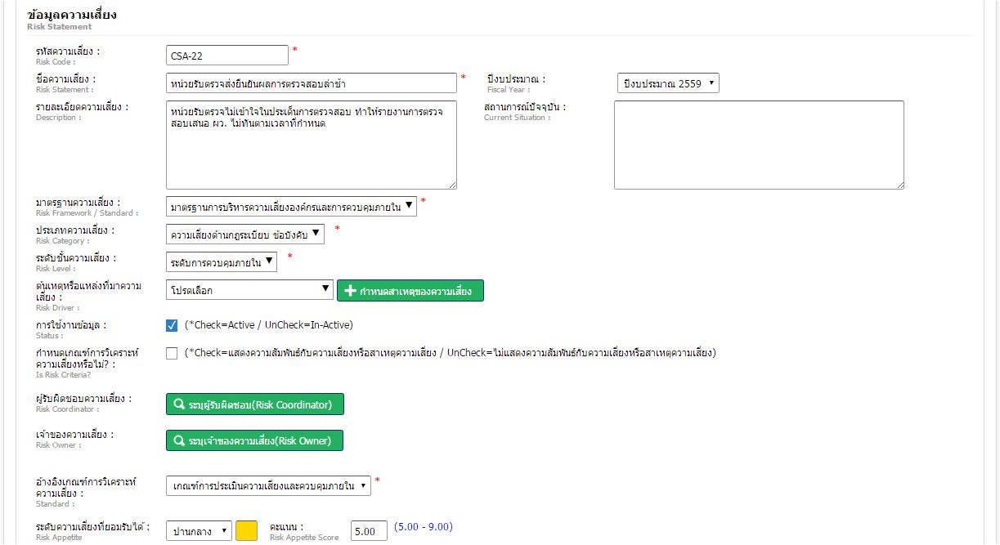 ข้อมูลความเสี่ยง
Risk Statement
รหัสความเสี่ยง :
Risk Code :
CSA-22 *
ชื่อความเสี่ยง :
Risk Statement :
หน่วยรับตรวจส่งยืนยันผลการตรวจสอบล่าช้า *
ปีงบประมาณ :
Fiscal Year :
ปีงบประมาณ 2559
รายละเอียดความเสี่ยง :
Description :
หน่วยรับตรวจไม่เข้าใจในประเด็นการตรวจสอบ ทำให้รายงานการตรวจ
สอบเสนอ ผว. ไม่ทันตามเวลาที่กำหนด
สถานการณ์ปัจจุบัน :
Current Situation :
มาตรฐานความเสี่ยง :
Risk Framework / Standard :
มาตรฐานการบริหารความเสี่ยงองค์กรและการควบคุมภายใน *
ประเภทความเสี่ยง :
Risk Category :
ความเสี่ยงด้านกฎระเบียบ ข้อบังคับ *
ระดับชั้นความเสี่ยง :
Risk Level :
ระดับการควบคุมภายใน *
ต้นเหตุหรือแหล่งที่มาความ
เสี่ยง :
Risk Driver :
โปรดเลือก
กำหนดสาเหตุของความเสี่ยง
การใช้งานข้อมูล :
Status :
(*Check=Active / UnCheck=In-Active)
กำหนดเกณฑ์การวิเคราะห์
ความเสี่ยงหรือไม่? :
Is Risk Criteria?
(*Check=แสดงความสัมพันธ์กับความเสี่ยงหรือสาเหตุความเสี่ยง / UnCheck=ไม่แสดงความสัมพันธ์กับความเสี่ยงหรือสาเหตุความเสี่ยง)
ผู้รับผิดชอบความเสี่ยง :
Risk Coordinator :
ระบุผู้รับผิดชอบ(Risk Coordinator)
เจ้าของความเสี่ยง :
Risk Owner :
ระบุเจ้าของความเสี่ยง(Risk Owner)
อ้างอิงเกณฑ์การวิเคราะห์
ความเสี่ยง :
Standard :
เกณฑ์การประเมินความเสี่ยงและควบคุมภายใน *
ระดับความเสี่ยงที่ยอมรับได้ :
Risk Appetite
ปานกลาง
คะแนน :
Risk Appetite Score
5.00
(5.00 - 9.00)